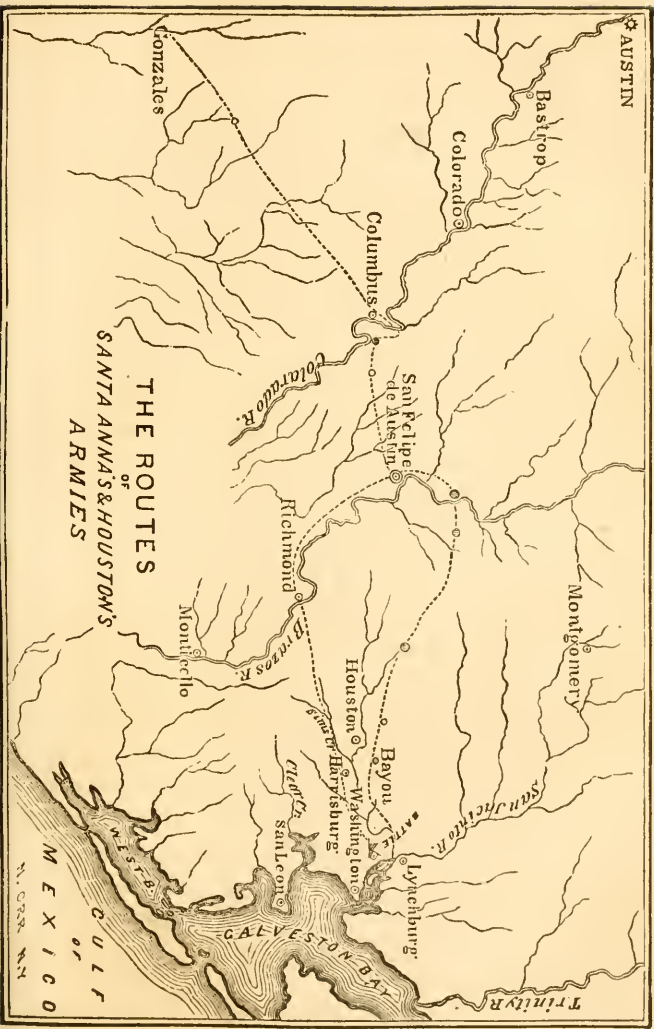 AUSTIN
Bastrop
Colorado
Gonzales
Columbus
Colarado R.
San Felipe
de Austin
Richmond
Brazos R.
Monticello
Montgomery
Houston
Bayou
Harrisburg
Washington
BATTLE
San Jacinto R.
Lynchburg
Clear Cr.
San Leon
Trinity R
WEST B.
GALVESTON BAY
GULF
OF
MEXICO
THE ROUTES
OF
SANTA ANNA'S & HOUSTON'S
ARMIES